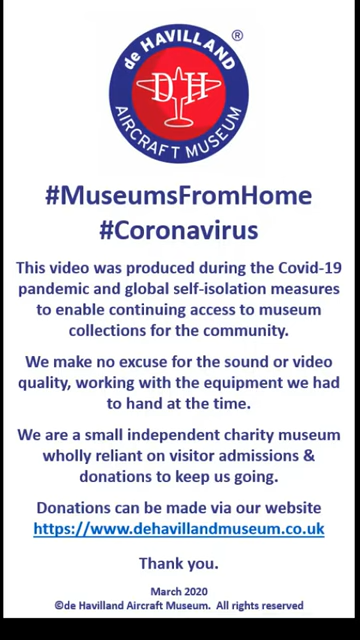 de HAVILLAND
®
DH
AIRCRAFT MUSEUM
#MuseumsFromHome
#Coronavirus
This video was produced during the Covid-19
pandemic and global self-isolation measures
to enable continuing access to museum
collections for the community.
We make no excuse for the sound or video
quality, working with the equipment we had
to hand at the time.
We are a small independent charity museum
wholly reliant on visitor admissions &
donations to keep us going.
Donations can be made via our website
https://www.dehavillandmuseum.co.uk
Thank you.
March 2020
©de Havilland Aircraft Museum. All rights reserved